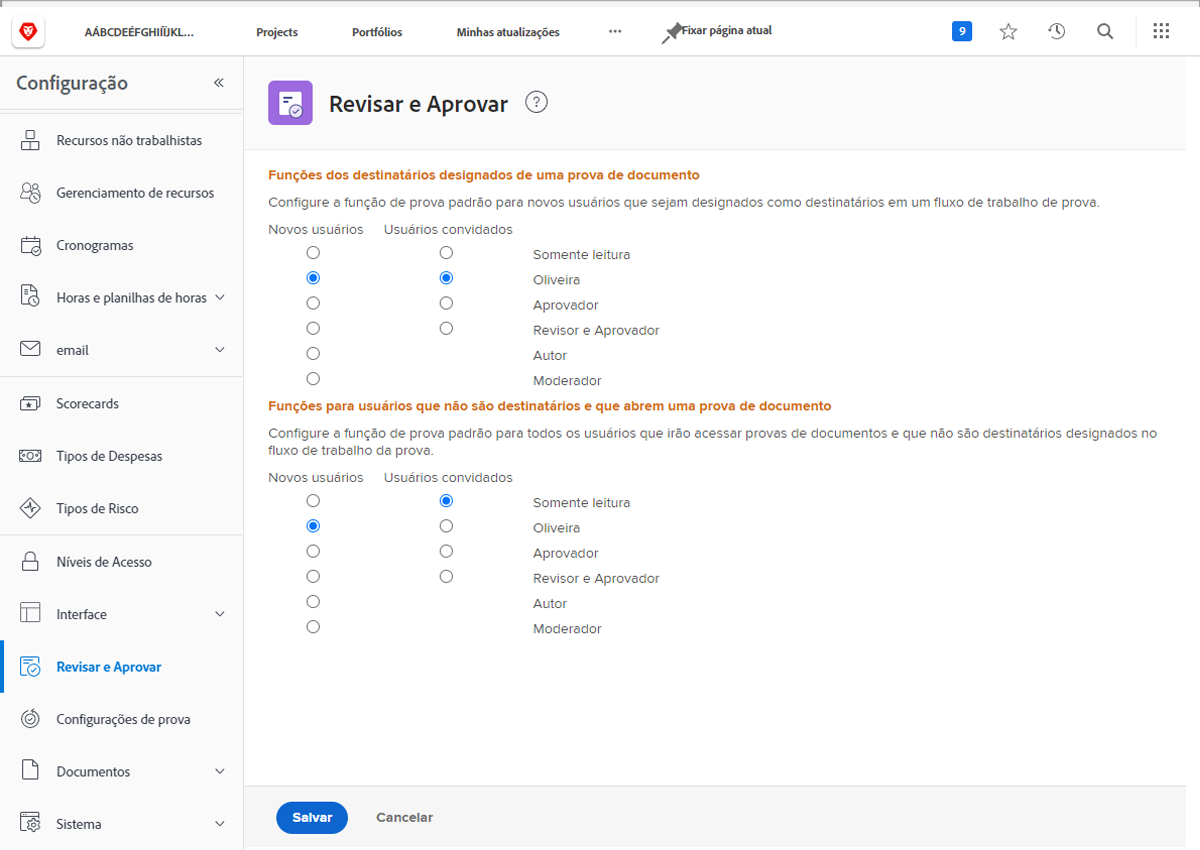 AÁBCDEÉFGHIÍÏJKL...
Projects
Portfólios
Minhas atualizações
Fixar página atual
9
Configuração
Recursos não trabalhistas
Gerenciamento de recursos
Cronogramas
Horas e planilhas de horas
email
Scorecards
Tipos de Despesas
Tipos de Risco
Níveis de Acesso
Interface
Revisar e Aprovar
Configurações de prova
Documentos
Sistema
Revisar e Aprovar
?
Funções dos destinatários designados de uma prova de documento
Configure a função de prova padrão para novos usuários que sejam designados como destinatários em um fluxo de trabalho de prova.
Novos usuários Usuários convidados
Somente leitura
Oliveira
Aprovador
Revisor e Aprovador
Autor
Moderador
Funções para usuários que não são destinatários e que abrem uma prova de documento
Configure a função de prova padrão para todos os usuários que irão acessar provas de documentos e que não são destinatários designados no
fluxo de trabalho da prova.
Novos usuários Usuários convidados
Somente leitura
Oliveira
Aprovador
Revisor e Aprovador
Autor
Moderador
Salvar
Cancelar